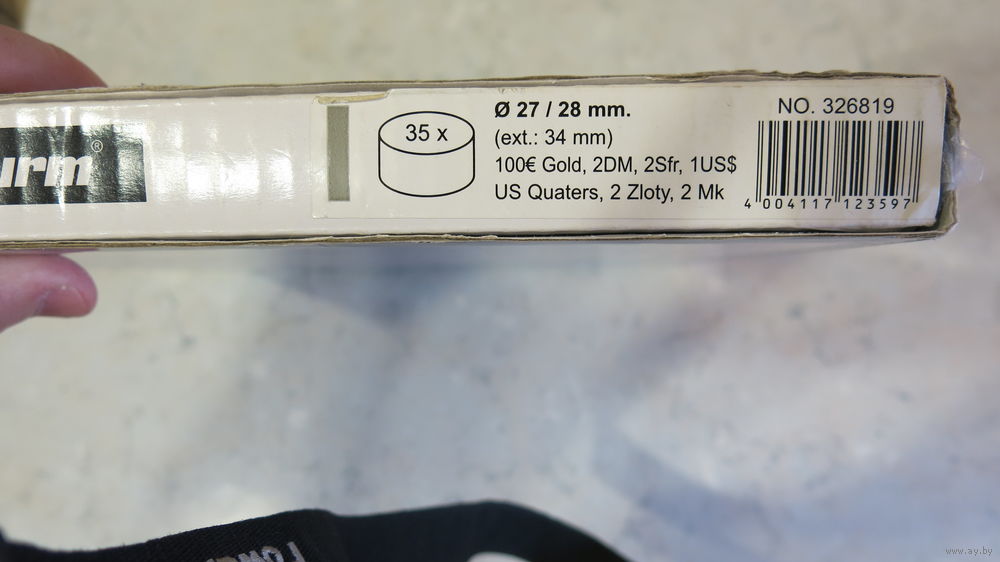 urm®
35 x
Ø 27 / 28 mm.
(ext.: 34 mm)
100€ Gold, 2DM, 2Sfr, 1US$
US Quaters, 2 Zloty, 2 Mk
NO. 326819
4 004117 123597
www.ay.by